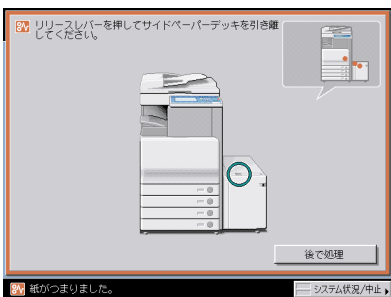 リリースレバーを押してサイドペーパーデッキを引き離
してください。
後で処理
紙がつまりました。
システム状況/中止